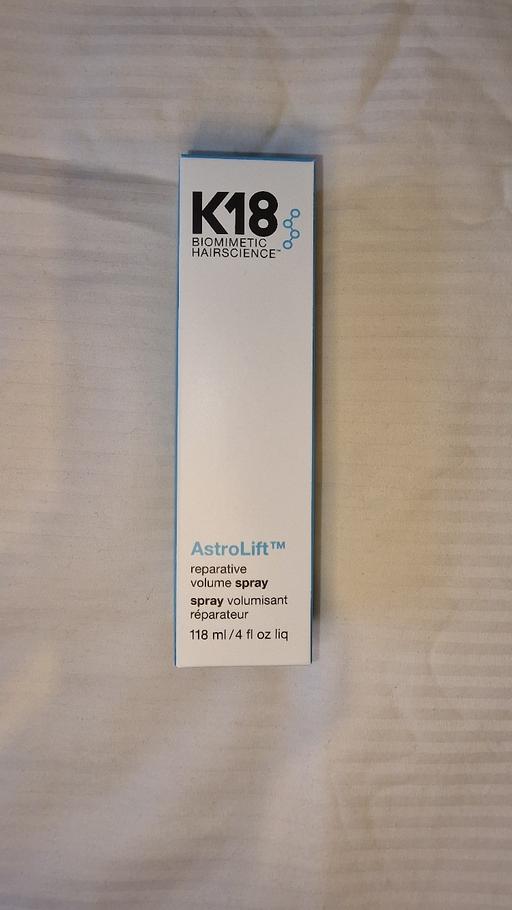 K18
BIOMIMETIC
HAIRSCIENCE™
AstroLift™
reparative
volume spray
spray volumisant
réparateur
118 ml/4 fl oz liq